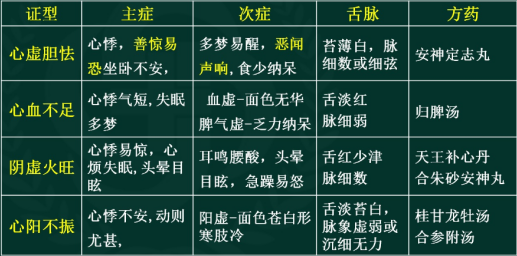 证型 主症 次症 舌脉 方药
心虚胆怯
心悸，善惊易
恐坐卧不安，
多梦易醒，恶闻
声响,食少纳呆
苔薄白，脉
细数或细弦
安神定志丸
心血不足
心悸气短,失眠
多梦
血虚-面色无华
脾气虚-乏力纳呆
舌淡红
脉细弱
归脾汤
阴虚火旺
心悸易惊，心
烦失眠,头晕目
眩
耳鸣腰酸，头晕
目眩，急躁易怒
舌红少津
脉细数
天王补心丹
合朱砂安神丸
心阳不振
心悸不安,动则
尤甚,
阳虚-面色苍白形
寒肢冷
舌淡苔白，
脉象虚弱或
沉细无力
桂甘龙牡汤
合参附汤